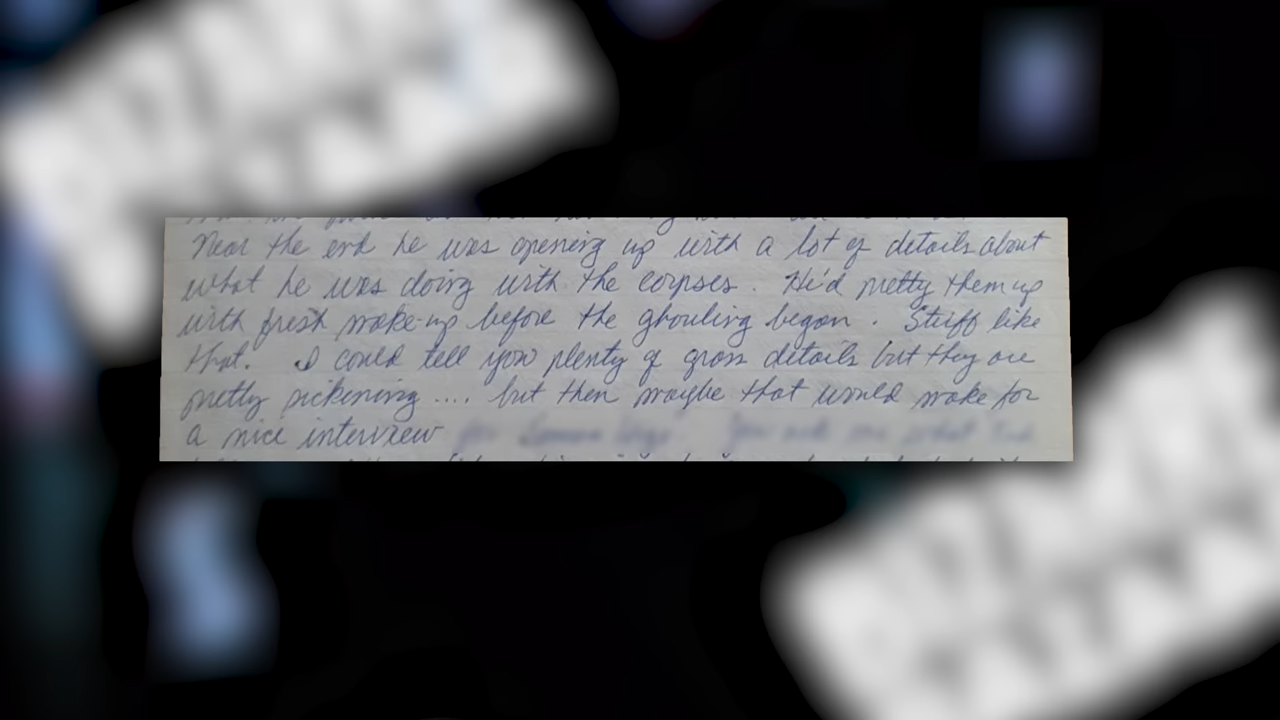 Near the end he was opening up with a lot of details about
what he was doing with the corpses. He'd pretty them up
with fresh make-up before the ghouling began. Stuff like
that. I could tell you plenty of gross details but they are
pretty sickening .... but then maybe that would make for
a nice interview